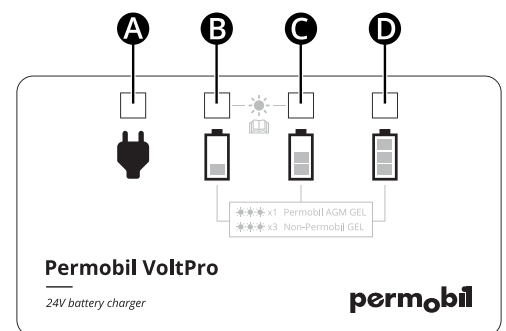 A B C D
x1 Permobil AGM GEL
x3 Non-Permobil GEL
Permobil VoltPro
24V battery charger
permobil